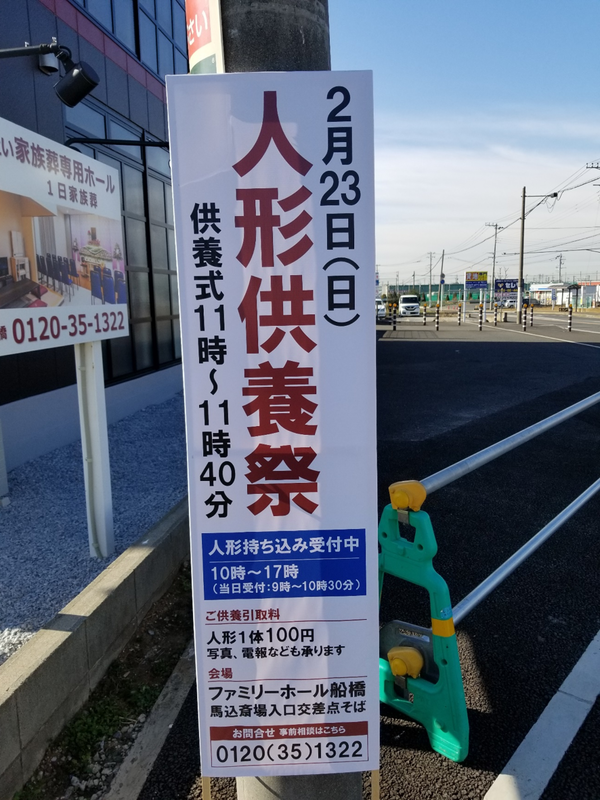 2月23日(日)
人形供養祭
供養式11時〜11時40分
人形持ち込み受付中
10時〜17時
(当日受付:9時〜10時30分)
ご供養引取料
人形1体100円
写真、電報なども承ります
会場
ファミリーホール船橋
馬込斎場入口交差点そば
お問合せ 事前相談はこちら
0120(35)1322
い家族葬専用ホール
1日家族葬
橋 0120-35-1322
さい